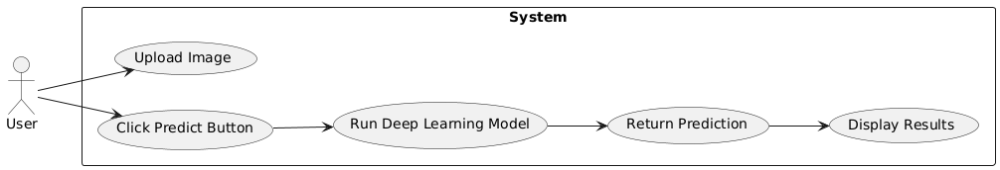 System
Upload Image
User
Click Predict Button
Run Deep Learning Model
Return Prediction
Display Results